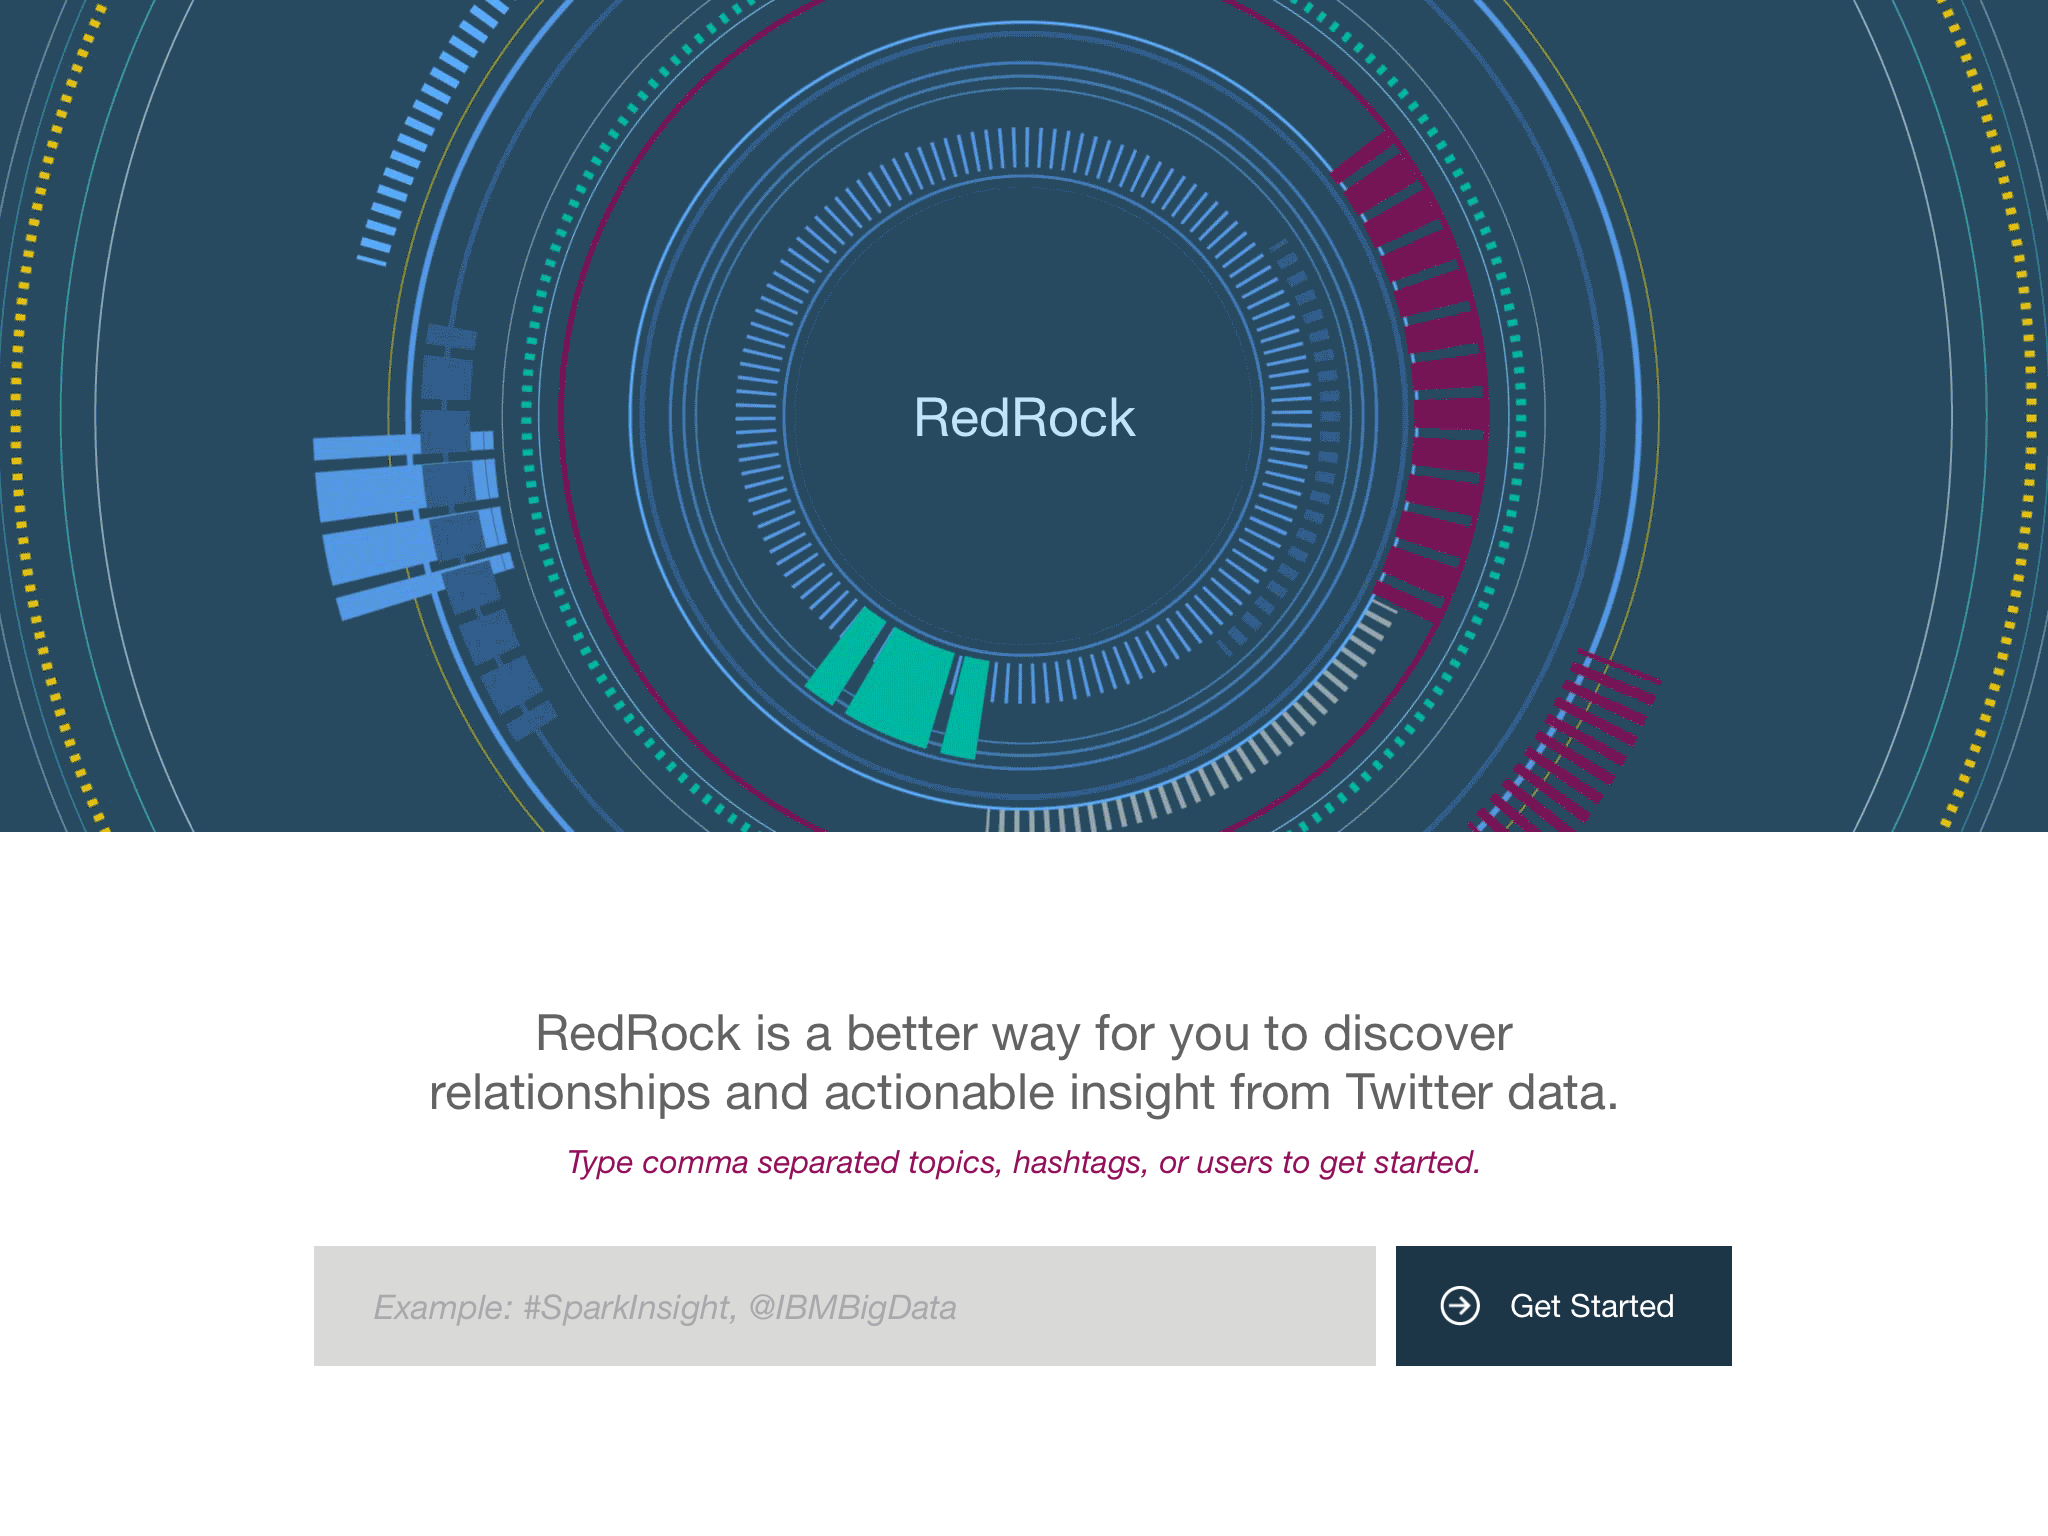 RedRock
RedRock is a better way for you to discover
relationships and actionable insight from Twitter data.
Type comma separated topics, hashtags, or users to get started.
Example: #SparkInsight, @IBMBigData
Get Started